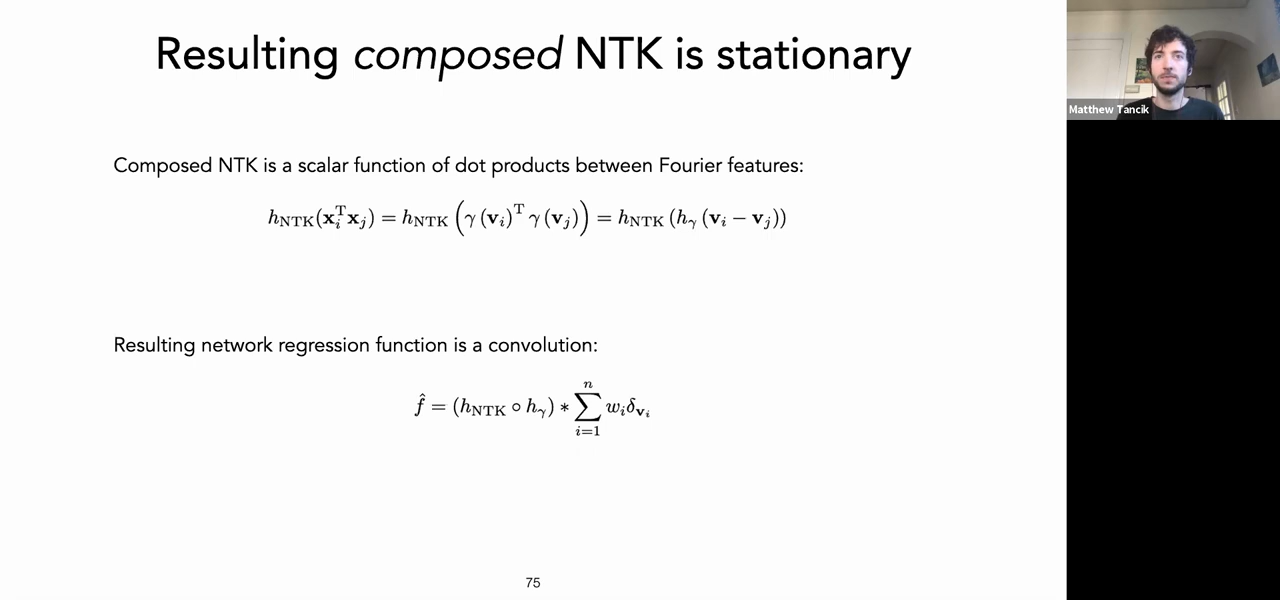 Resulting composed NTK is stationary
Matthew Tancik
Composed NTK is a scalar function of dot products between Fourier features:
h_NTK(x_i^T x_j) = h_NTK (γ (v_i)^T γ (v_j)) = h_NTK (h_γ (v_i − v_j))
Resulting network regression function is a convolution:
f̂ = (h_NTK ∘ h_γ) ∗ ∑_{i=1}^{n} w_i δ_{v_i}
75